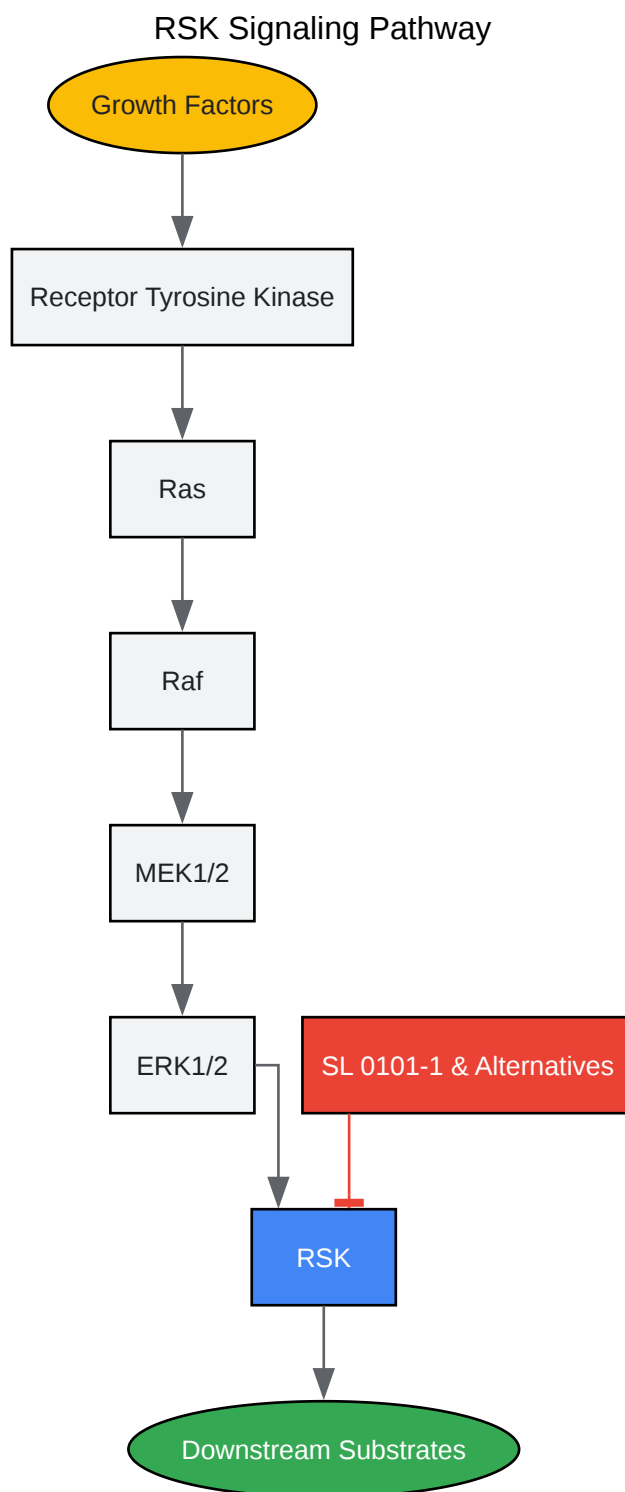 RSK Signaling Pathway
Growth Factors
Receptor Tyrosine Kinase
Ras
Raf
MEK1/2
ERK1/2
SL 0101-1 & Alternatives
RSK
Downstream Substrates